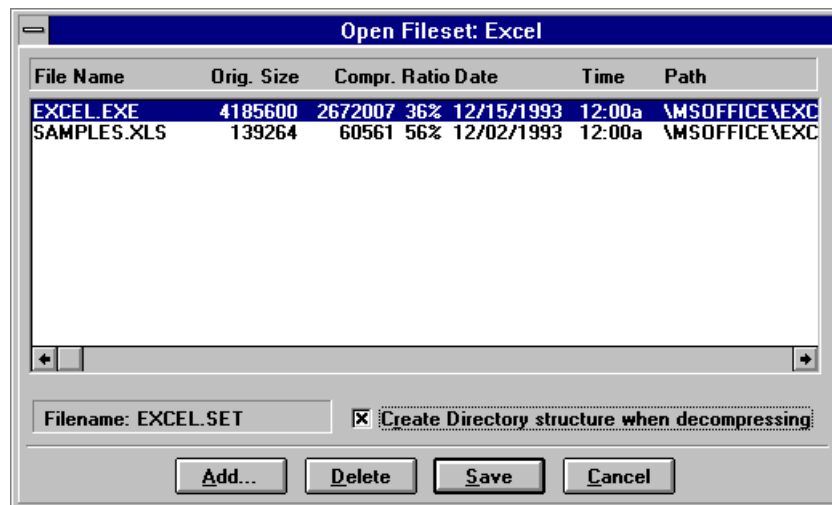 Open Fileset: Excel
File Name Orig. Size Compr. Ratio Date Time Path
EXCEL.EXE 4185600 2672007 36% 12/15/1993 12:00a \MSOFFICE\EXC
SAMPLES.XLS 139264 60561 56% 12/02/1993 12:00a \MSOFFICE\EXC
Filename: EXCEL.SET Create Directory structure when decompressing
Add... Delete Save Cancel